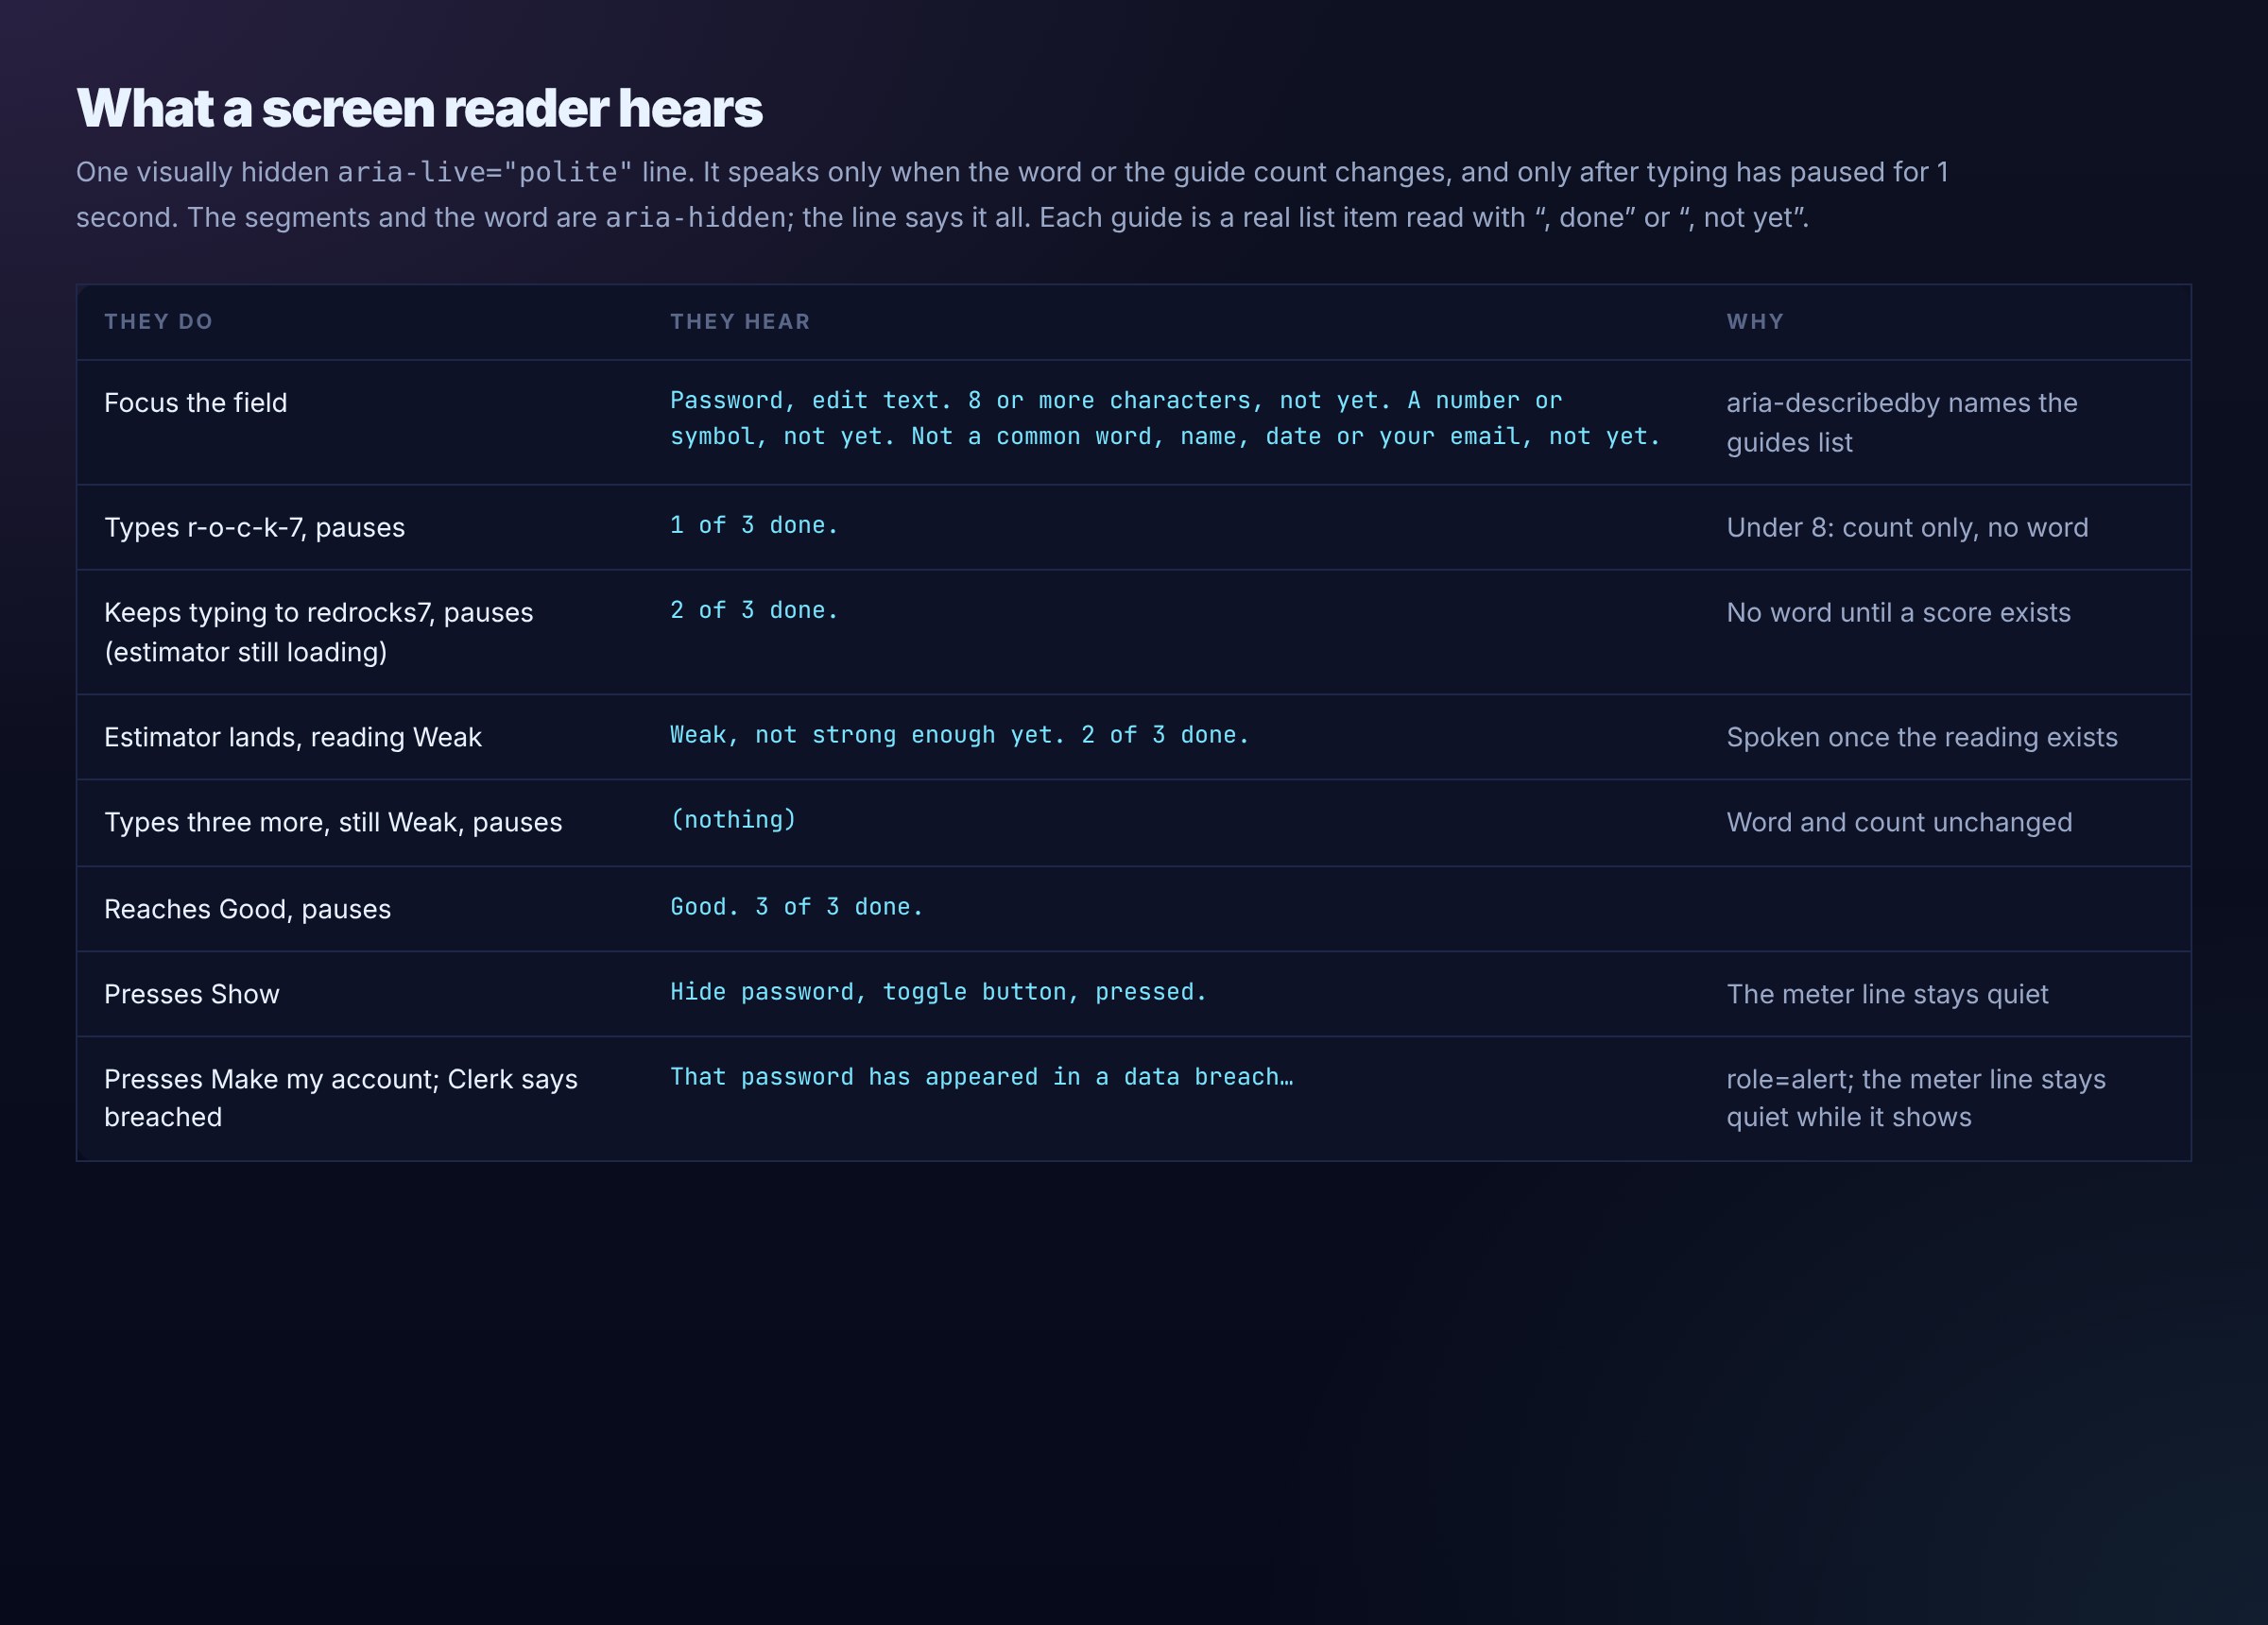 What a screen reader hears
One visually hidden aria-live="polite" line. It speaks only when the word or the guide count changes, and only after typing has paused for 1
second. The segments and the word are aria-hidden; the line says it all. Each guide is a real list item read with “, done” or “, not yet”.
THEY DO
THEY HEAR
WHY
Focus the field
Password, edit text. 8 or more characters, not yet. A number or
symbol, not yet. Not a common word, name, date or your email, not yet.
aria-describedby names the
guides list
Types r-o-c-k-7, pauses
1 of 3 done.
Under 8: count only, no word
Keeps typing to redrocks7, pauses
(estimator still loading)
2 of 3 done.
No word until a score exists
Estimator lands, reading Weak
Weak, not strong enough yet. 2 of 3 done.
Spoken once the reading exists
Types three more, still Weak, pauses
(nothing)
Word and count unchanged
Reaches Good, pauses
Good. 3 of 3 done.
Presses Show
Hide password, toggle button, pressed.
The meter line stays quiet
Presses Make my account; Clerk says
breached
That password has appeared in a data breach…
role=alert; the meter line stays
quiet while it shows